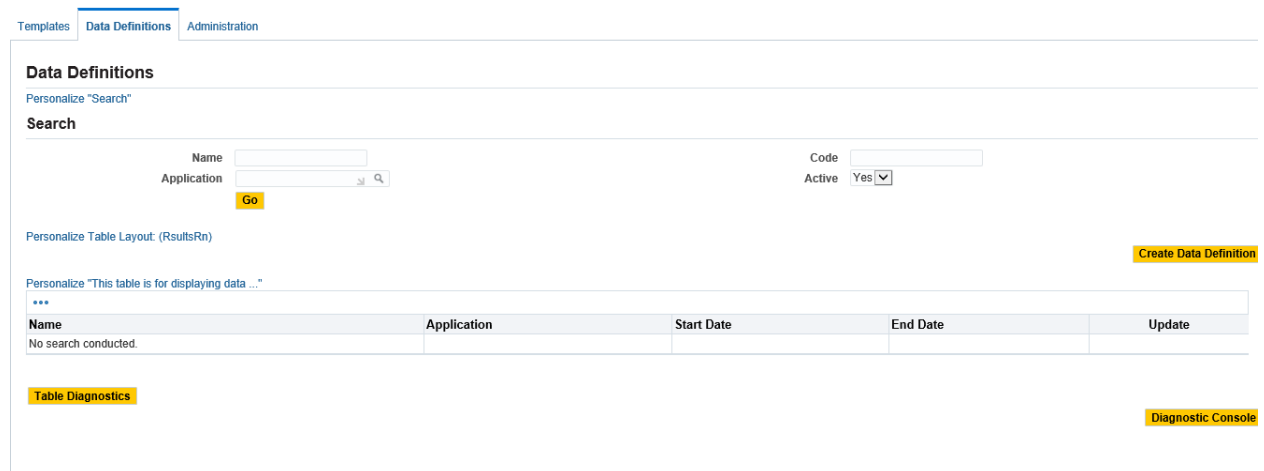 Templates Data Definitions Administration
Data Definitions
Personalize "Search"
Search
Name Code
Application Active Yes
Go
Personalize Table Layout: (RsultsRn)
Create Data Definition
Personalize "This table is for displaying data ..."
Name Application Start Date End Date Update
No search conducted.
Table Diagnostics
Diagnostic Console